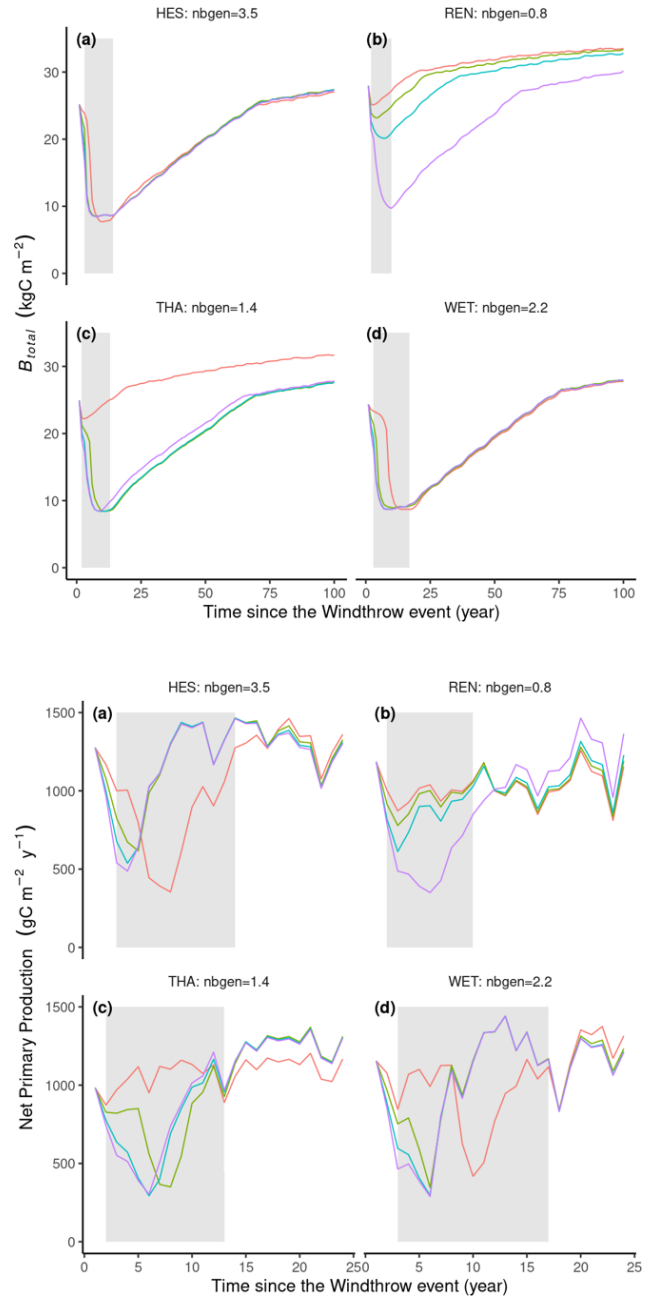 HES: nbgen=3.5
REN: nbgen=0.8
(a)
(b)
30
20
10
0
THA: nbgen=1.4
WET: nbgen=2.2
(c)
(d)
30
20
10
0
B_total (kgC m⁻²)
0 25 50 75 100 0 25 50 75 100
Time since the Windthrow event (year)
HES: nbgen=3.5
REN: nbgen=0.8
(a)
(b)
1500
1000
500
0
THA: nbgen=1.4
WET: nbgen=2.2
(c)
(d)
1500
1000
500
0
Net Primary Production (gC m⁻² y⁻¹)
0 5 10 15 20 25 0 5 10 15 20 25
Time since the Windthrow event (year)